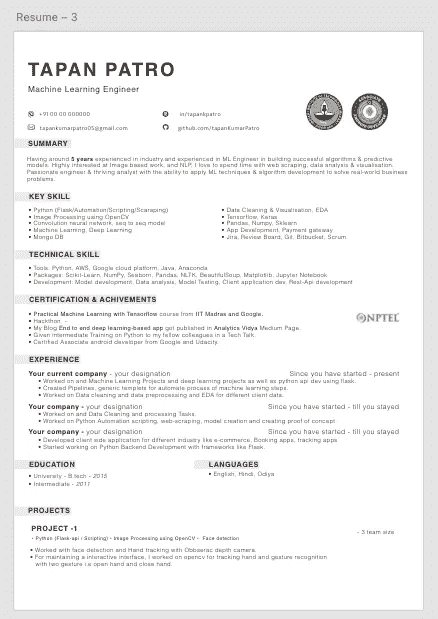 Resume – 3
TAPAN PATRO
Machine Learning Engineer
+91 00 00 000000
in/tapankpatro
tapankumarpatro05@gmail.com
github.com/tapanKumarPatro
SUMMARY
Having around 5 years experienced in industry.and experienced in ML Engineer in building successful algorithms & predictive
models. Highly interested at Image based work, and NLP, I love to spend time with web scraping, data analysis & visualisation.
Passionate engineer & thriving analyst with the ability to apply ML techniques & algorithm development to solve real-world business
problems.
KEY SKILL
• Python (Flask/Automation/Scripting/Scraping)
• Data Cleaning & Visualisation, EDA
• Image Processing using OpenCV
• Tensorflow, Keras
• Convolution neural network, seq to seq model
• Pandas, Numpy, Sklearn
• Machine Learning, Deep Learning
• App Development, Payment gateway
• Mongo DB
• Jira, Review Board, Git, Bitbucket, Scrum
TECHNICAL SKILL
• Tools: Python, AWS, Google cloud platform, Java, Anaconda
• Packages: Scikit-Learn, NumPy, Seaborn, Pandas, NLTK, BeautifulSoup, Matplotlib, Jupyter Notebook
• Development: Model development, Data analysis, Model Testing, Client application dev, Rest-Api development
CERTIFICATION & ACHIVEMENTS
• Practical Machine Learning with Tensorflow course from IIT Madras and Google.
• Hackthon -
• My Blog End to end deep learning-based app got published in Analytics Vidya Medium Page.
• Given intermediate Training on Python to my fellow colleagues in a Tech Talk.
• Certified Associate android developer from Google and Udacity.
NPTEL
EXPERIENCE
Your current company - your designation
Since you have started - present
• Worked on and Machine Learning Projects and deep learning projects as well as python api dev using flask.
• Created Pipelines, generic template for automate process of machine learning steps.
• Worked on Data cleaning and data preprocessing and EDA for different client data.
Your company - your designation
Since you have started - till you stayed
• Worked on and Data Cleaning and processing Tasks.
• Worked on Python Automation scripting, web-scraping, model creation and creating proof of concept
Your company - your designation
Since you have started - till you stayed
• Developed client side application for different industry like e-commerce, Booking apps, tracking apps
• Started working on Python Backend Development with frameworks like Flask.
EDUCATION
LANGUAGES
• University - B.tech - 2015
• Intermediate - 2011
• English, Hindi, Odiya
PROJECTS
PROJECT -1
- 3 team size
• Python (Flask-api / Scripting) • Image Processing using OpenCV • Face detection
• Worked with face detection and Hand tracking with Obbserac depth camera.
• For maintaining a interactive interface, I worked on opencv for tracking hand and gesture recognition
with two gesture i.e open hand and close hand.